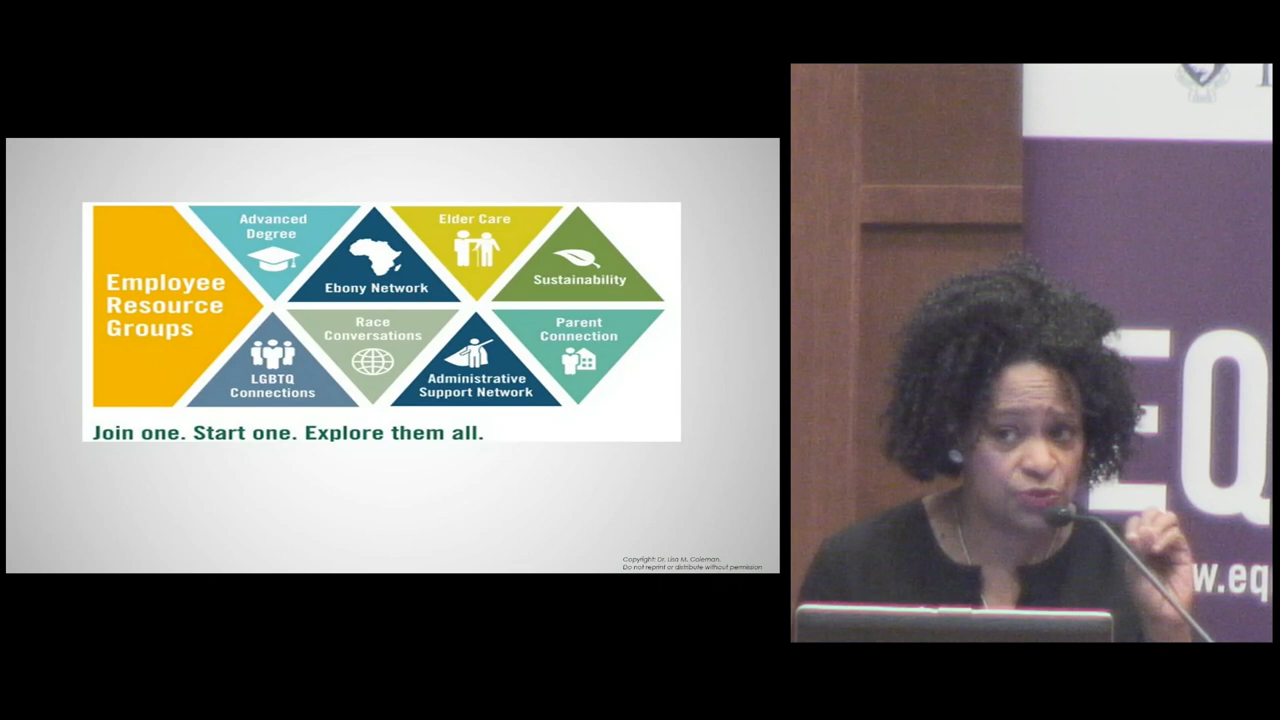 Employee
Resource
Groups
Advanced
Degree
Ebony Network
Elder Care
Sustainability
LGBTQ
Connections
Race
Conversations
Administrative
Support Network
Parent
Connection
Join one. Start one. Explore them all.
Copyright: Dr. Lisa M. Coleman.
Do not reprint or distribute without permission
EQ
w.eq